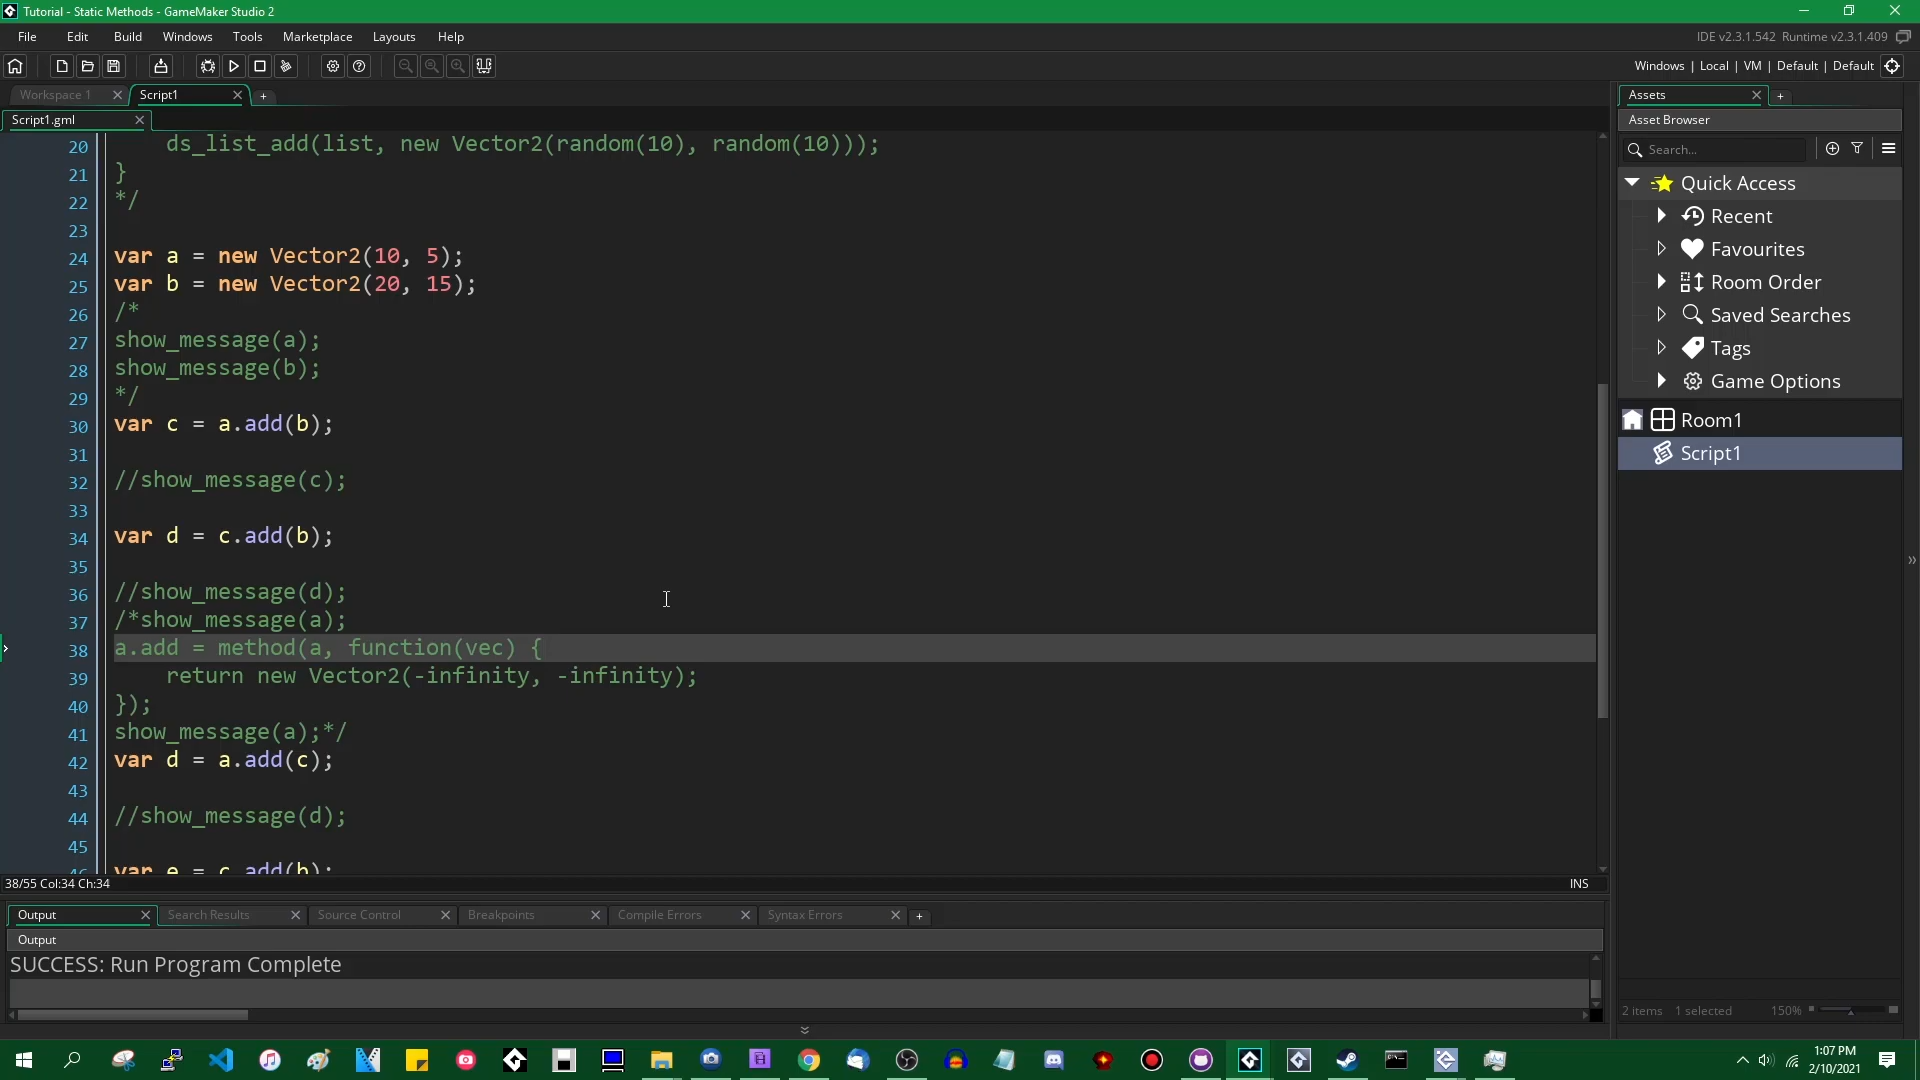 Tutorial - Static Methods - GameMaker Studio 2
File Edit Build Windows Tools Marketplace Layouts Help
IDE v2.3.1.542 Runtime v2.3.1.409
Windows | Local | VM | Default | Default
Workspace 1
Script1
Script1.gml
20 ds_list_add(list, new Vector2(random(10), random(10)));
21 }
22 */
23
24 var a = new Vector2(10, 5);
25 var b = new Vector2(20, 15);
26 /*
27 show_message(a);
28 show_message(b);
29 */
30 var c = a.add(b);
31
32 //show_message(c);
33
34 var d = c.add(b);
35
36 //show_message(d);
37 /*show_message(a);
38 a.add = method(a, function(vec) {
39 return new Vector2(-infinity, -infinity);
40 });
41 show_message(a);*/
42 var d = a.add(c);
43
44 //show_message(d);
45
46 var e = c.add(b);
38/55 Col:34 Ch:34
INS
Output
Search Results
Source Control
Breakpoints
Compile Errors
Syntax Errors
Output
SUCCESS: Run Program Complete
Assets
Asset Browser
Search...
Quick Access
Recent
Favourites
Room Order
Saved Searches
Tags
Game Options
Room1
Script1
2 items 1 selected 150%
1:07 PM
2/10/2021